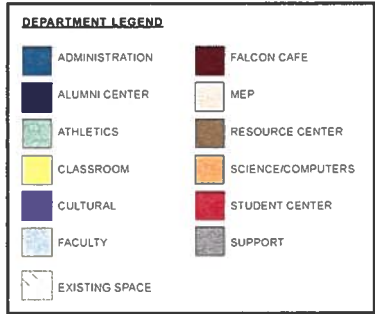 DEPARTMENT LEGEND
ADMINISTRATION
FALCON CAFE
ALUMNI CENTER
MEP
ATHLETICS
RESOURCE CENTER
CLASSROOM
SCIENCE/COMPUTERS
CULTURAL
STUDENT CENTER
FACULTY
SUPPORT
EXISTING SPACE